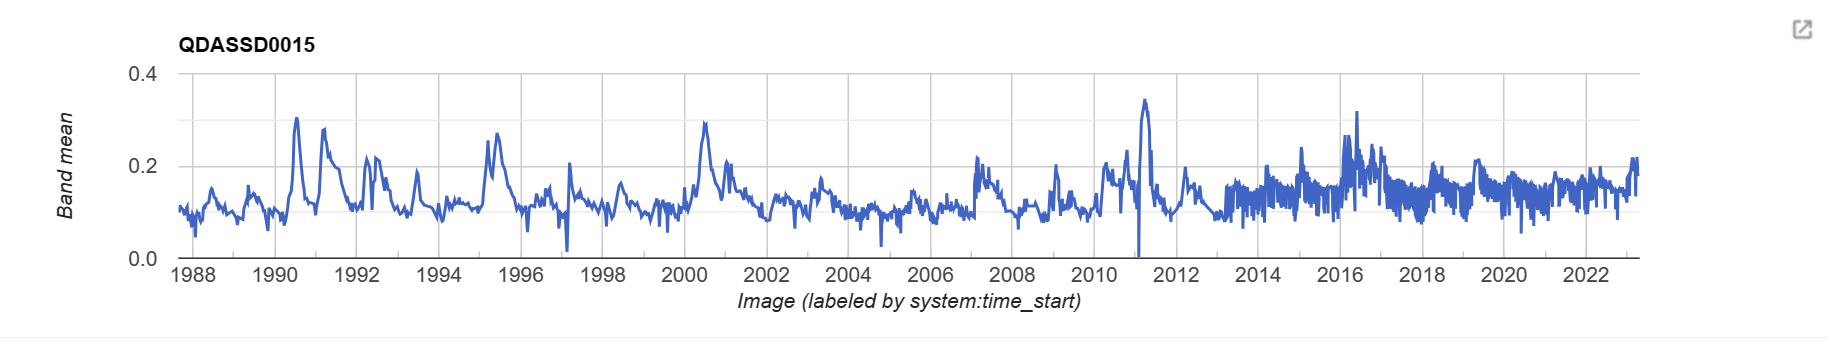 QDASSD0015
0.4
0.2
0.0
Band mean
1988 1990 1992 1994 1996 1998 2000 2002 2004 2006 2008 2010 2012 2014 2016 2018 2020 2022
Image (labeled by system:time_start)